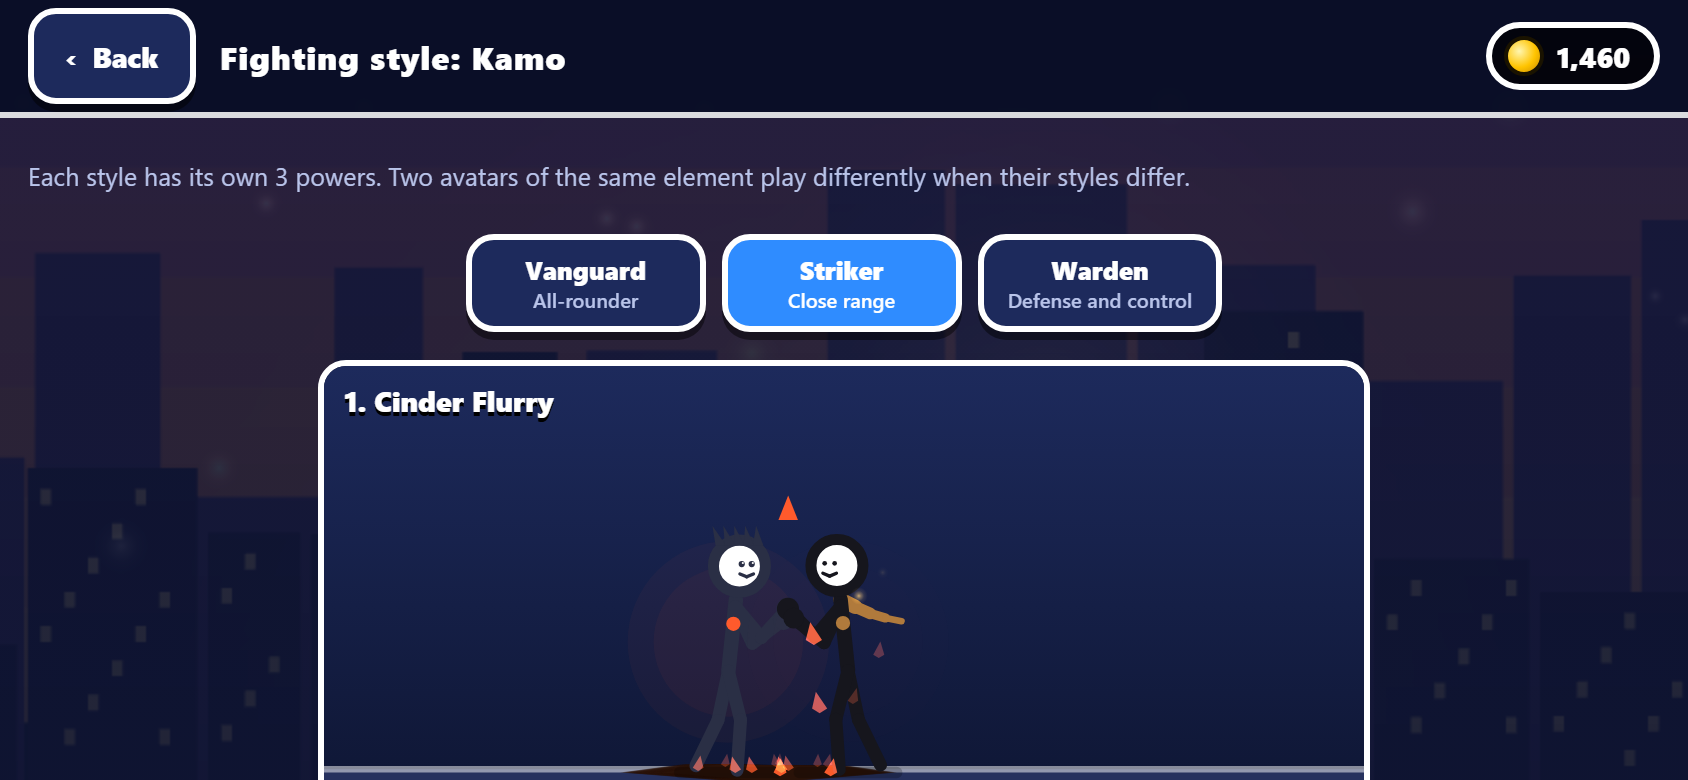 ‹ Back
Fighting style: Kamo
1,460
Each style has its own 3 powers. Two avatars of the same element play differently when their styles differ.
Vanguard
All-rounder
Striker
Close range
Warden
Defense and control
1. Cinder Flurry